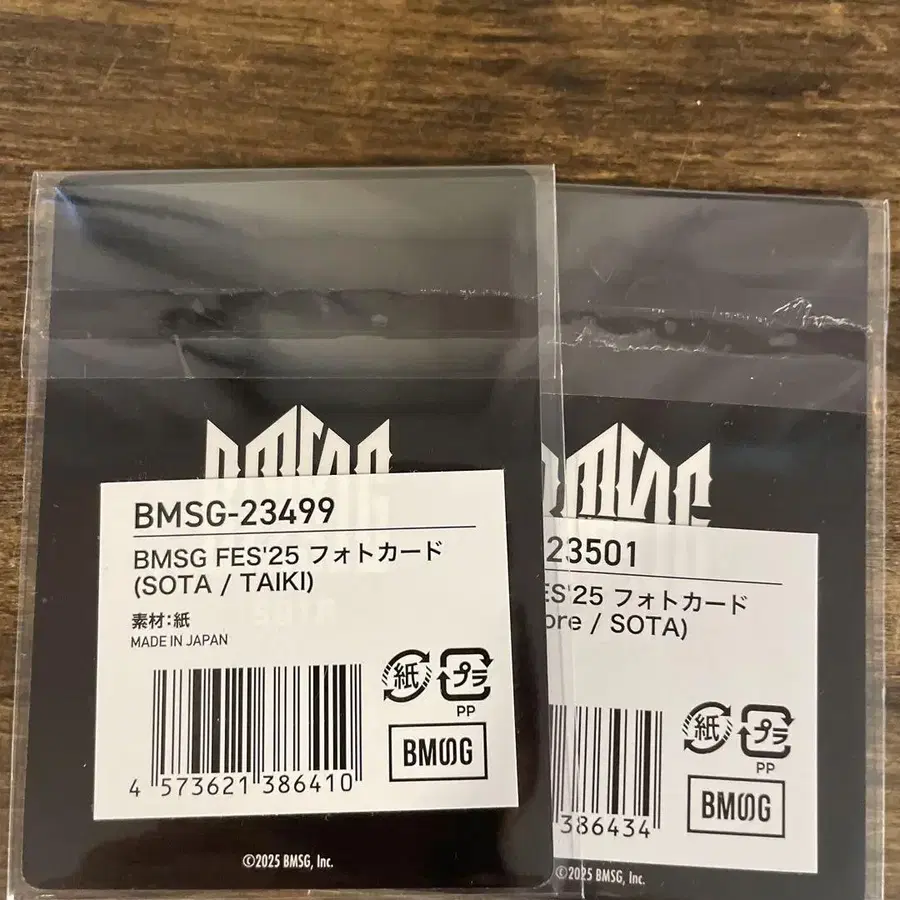 BMSG
BMSG-23499
BMSG FES'25 フォトカード
(SOTA / TAIKI)
素材:紙
MADE IN JAPAN
紙
プラ
PP
BMSG
4 573621 386410
©2025 BMSG, Inc.
BMSG
23501
ES'25 フォトカード
ore / SOTA)
紙
プラ
PP
BMSG
386434
©2025 BMSG, Inc.